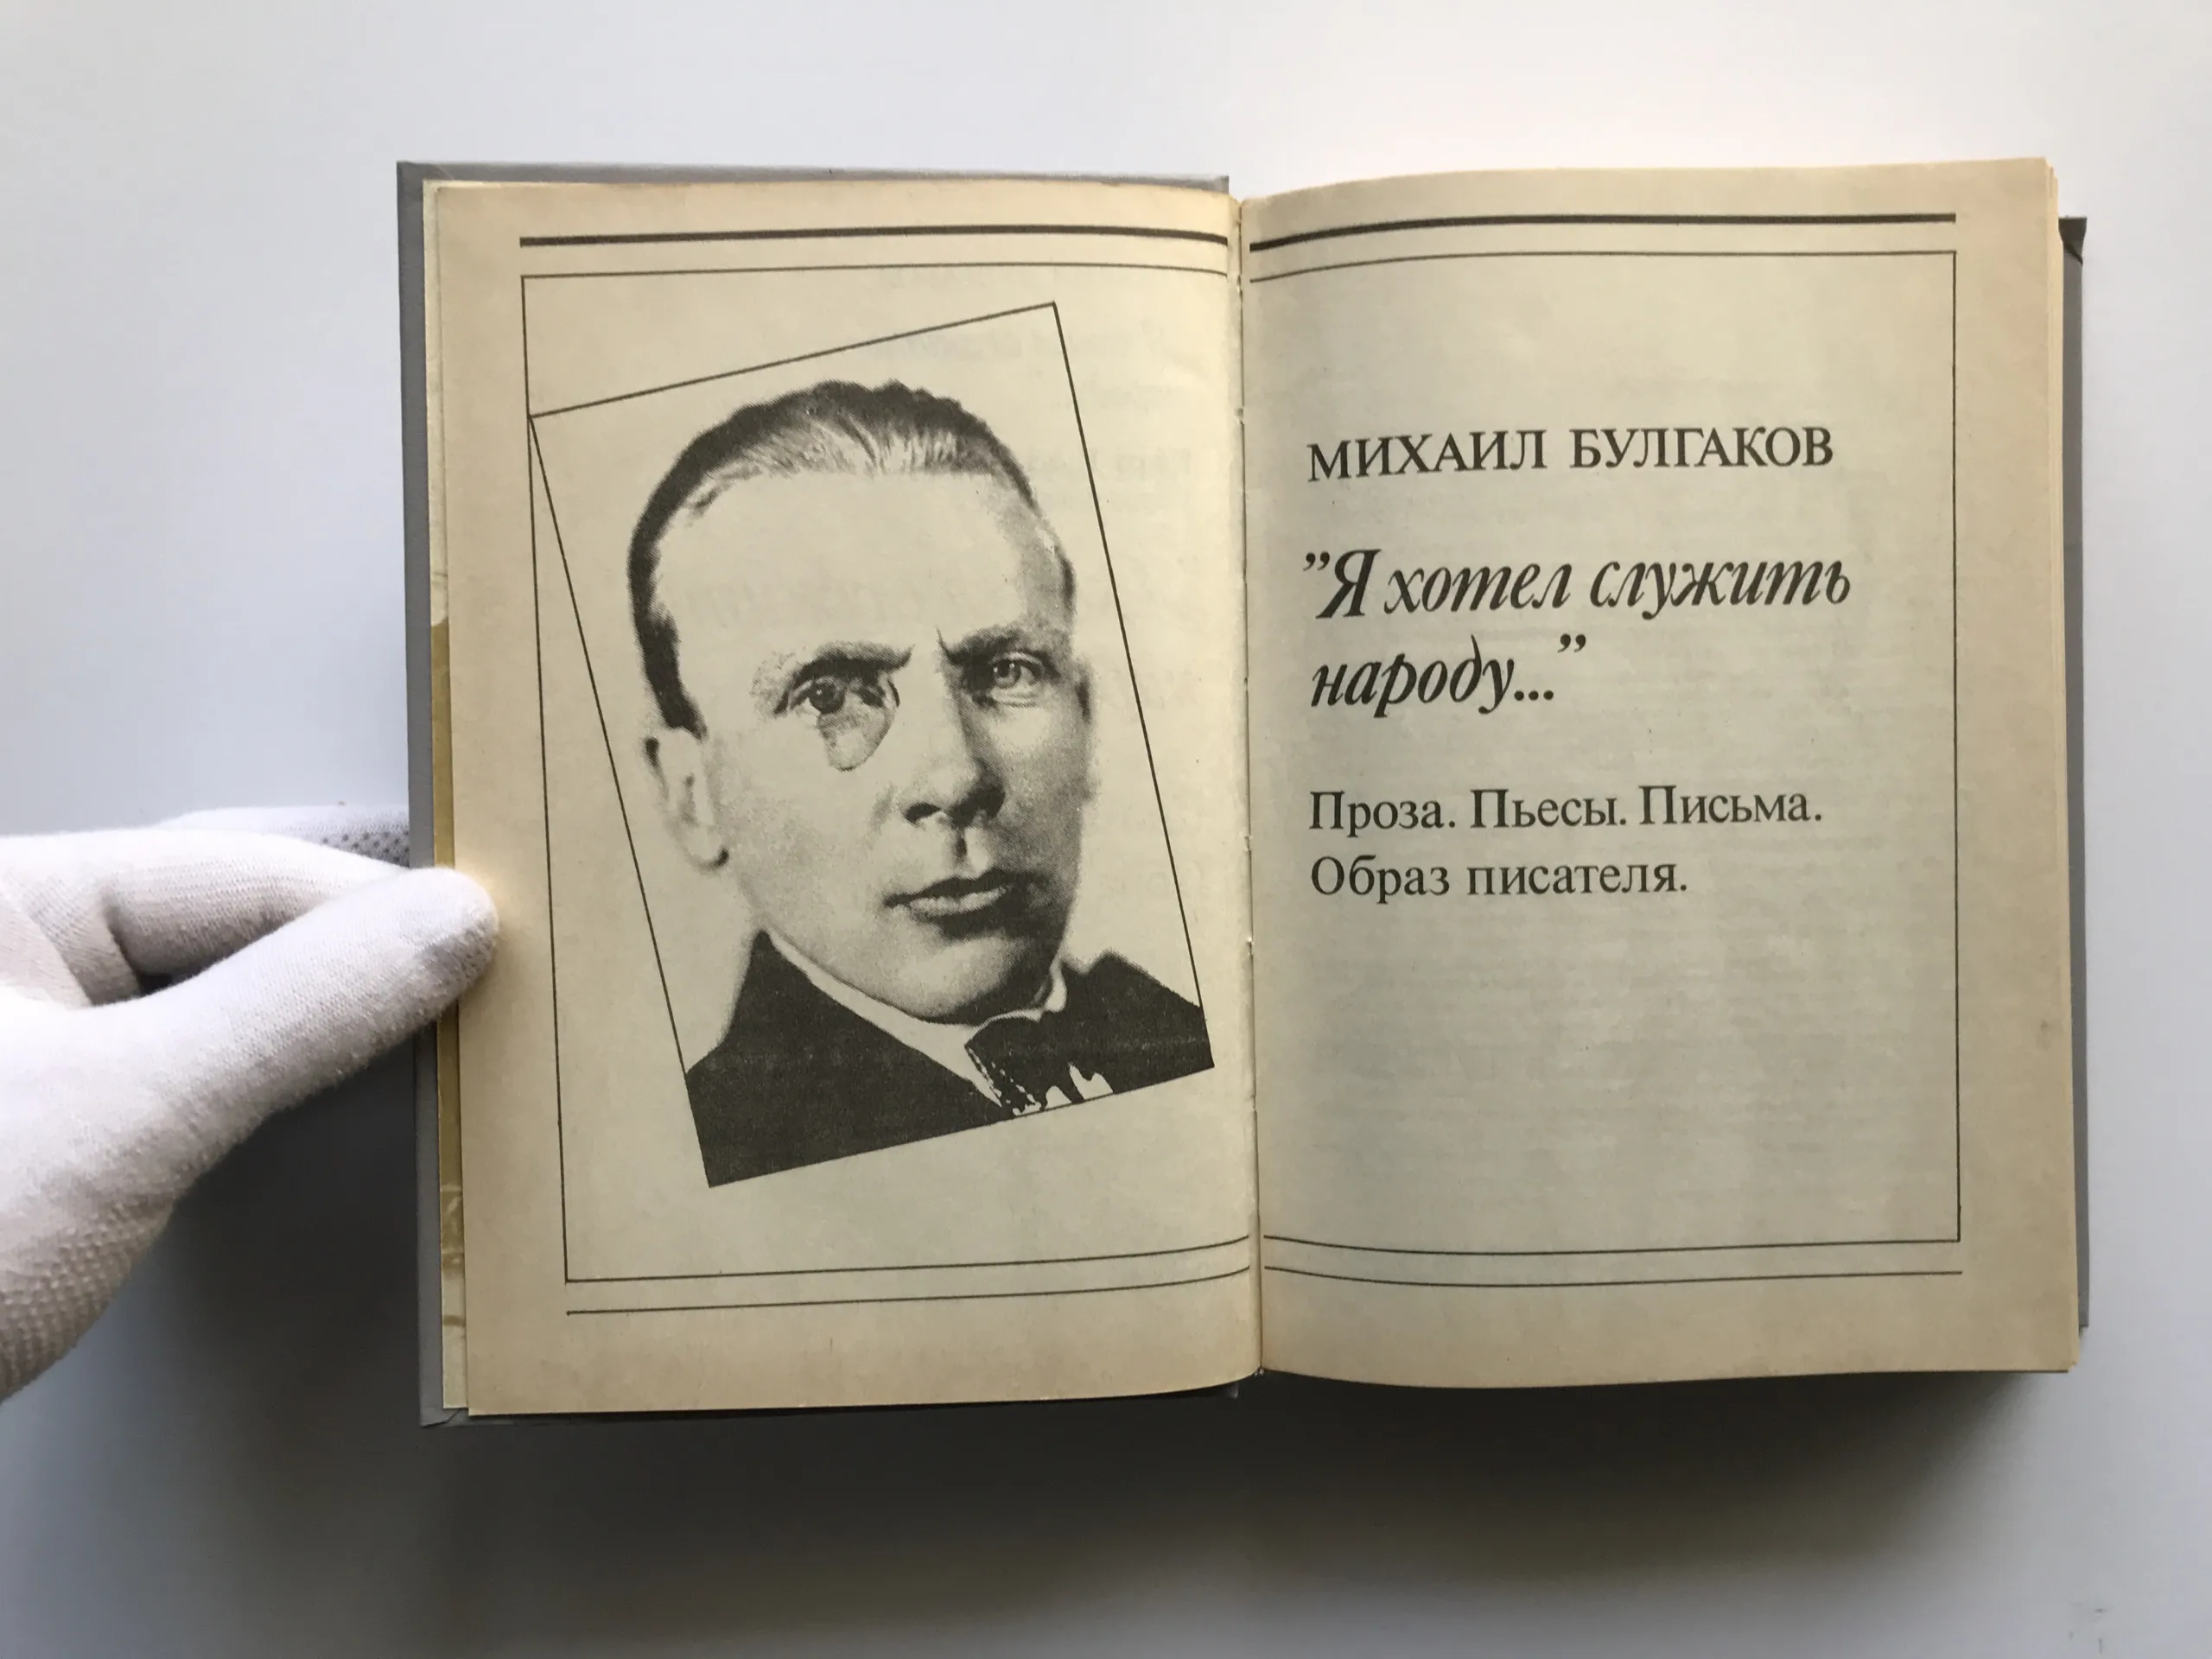 МИХАИЛ БУЛГАКОВ
”Я хотел служить
народу...”
Проза. Пьесы. Письма.
Образ писателя.